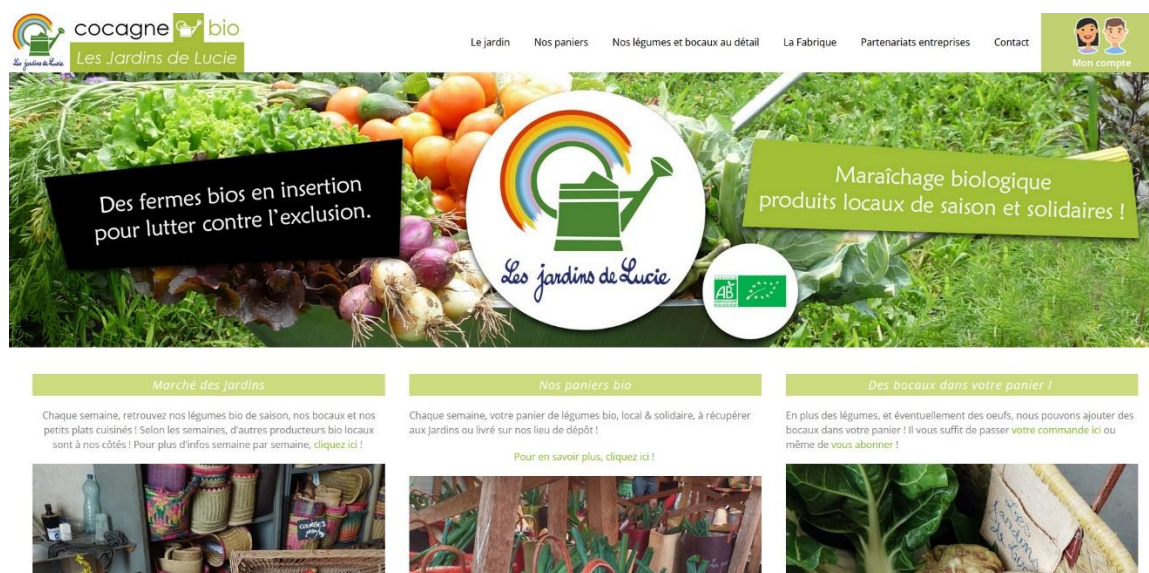 cocagne bio
Les Jardins de Lucie
Les jardins de Lucie
Le jardin
Nos paniers
Nos légumes et bocaux au détail
La Fabrique
Partenariats entreprises
Contact
Mon compte
Des fermes bios en insertion
pour lutter contre l'exclusion.
Les jardins de Lucie
AB
Maraîchage biologique
produits locaux de saison et solidaires !
Marché des Jardins
Chaque semaine, retrouvez nos légumes bio de saison, nos bocaux et nos
petits plats cuisinés ! Selon les semaines, d'autres producteurs bio locaux
sont à nos côtés ! Pour plus d'infos semaine par semaine, cliquez ici !
Nos paniers bio
Chaque semaine, votre panier de légumes bio, local & solidaire, à récupérer
aux Jardins ou livré sur nos lieu de dépôt !
Pour en savoir plus, cliquez ici !
Des bocaux dans votre panier !
En plus des légumes, et éventuellement des oeufs, nous pouvons ajouter des
bocaux dans votre panier ! Il vous suffit de passer votre commande ici ou
même de vous abonner !